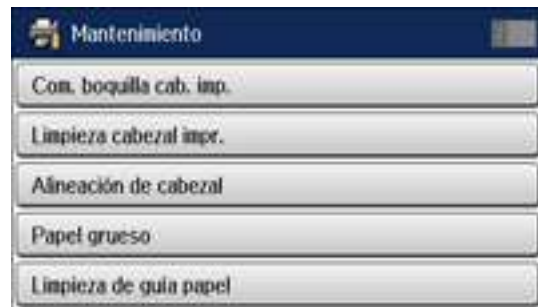 Mantenimiento
Com. boquilla cab. imp.
Limpieza cabezal impr.
Alineación de cabezal
Papel grueso
Limpieza de guía papel